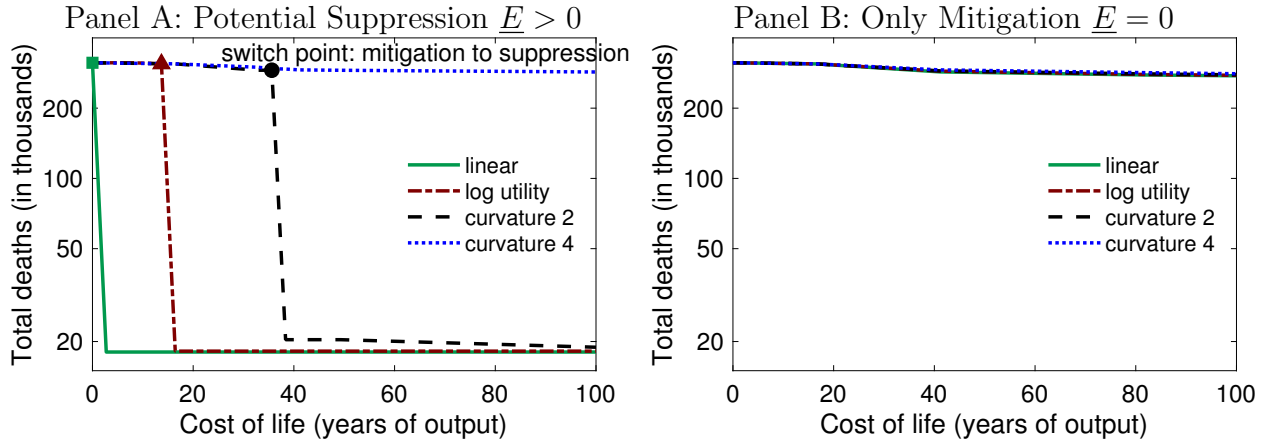 Panel A: Potential Suppression E > 0
switch point: mitigation to suppression
Total deaths (in thousands)
200
100
50
20
linear
log utility
curvature 2
curvature 4
0 20 40 60 80 100
Cost of life (years of output)
Panel B: Only Mitigation E = 0
Total deaths (in thousands)
200
100
50
20
linear
log utility
curvature 2
curvature 4
0 20 40 60 80 100
Cost of life (years of output)